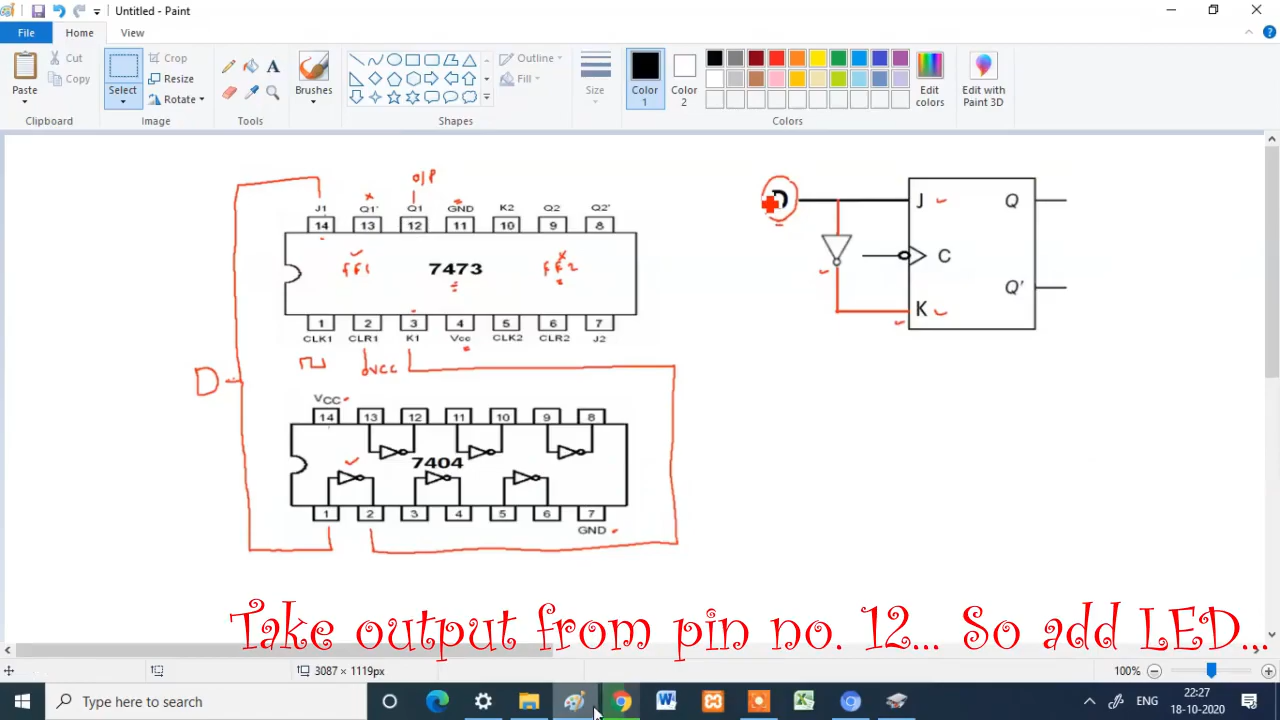 Untitled - Paint
File Home View
Paste
Cut
Copy
Clipboard
Select
Crop
Resize
Rotate
Image
A
Tools
Brushes
Outline
Fill
Shapes
Size
Color 1
Color 2
Edit colors
Colors
Edit with Paint 3D
O/P
J1 Q1' Q1 GND K2 Q2 Q2'
14 13 12 11 10 9 8
FF1 7473 FF2
1 2 3 4 5 6 7
CLK1 CLR1 K1 Vcc CLK2 CLR2 J2
VCC
D
VCC
14 13 12 11 10 9 8
7404
1 2 3 4 5 6 7
GND
D J Q
C
K Q'
Take output from pin no. 12... So add LED...
3087 × 1119px
100%
Type here to search
ENG
22:27
18-10-2020